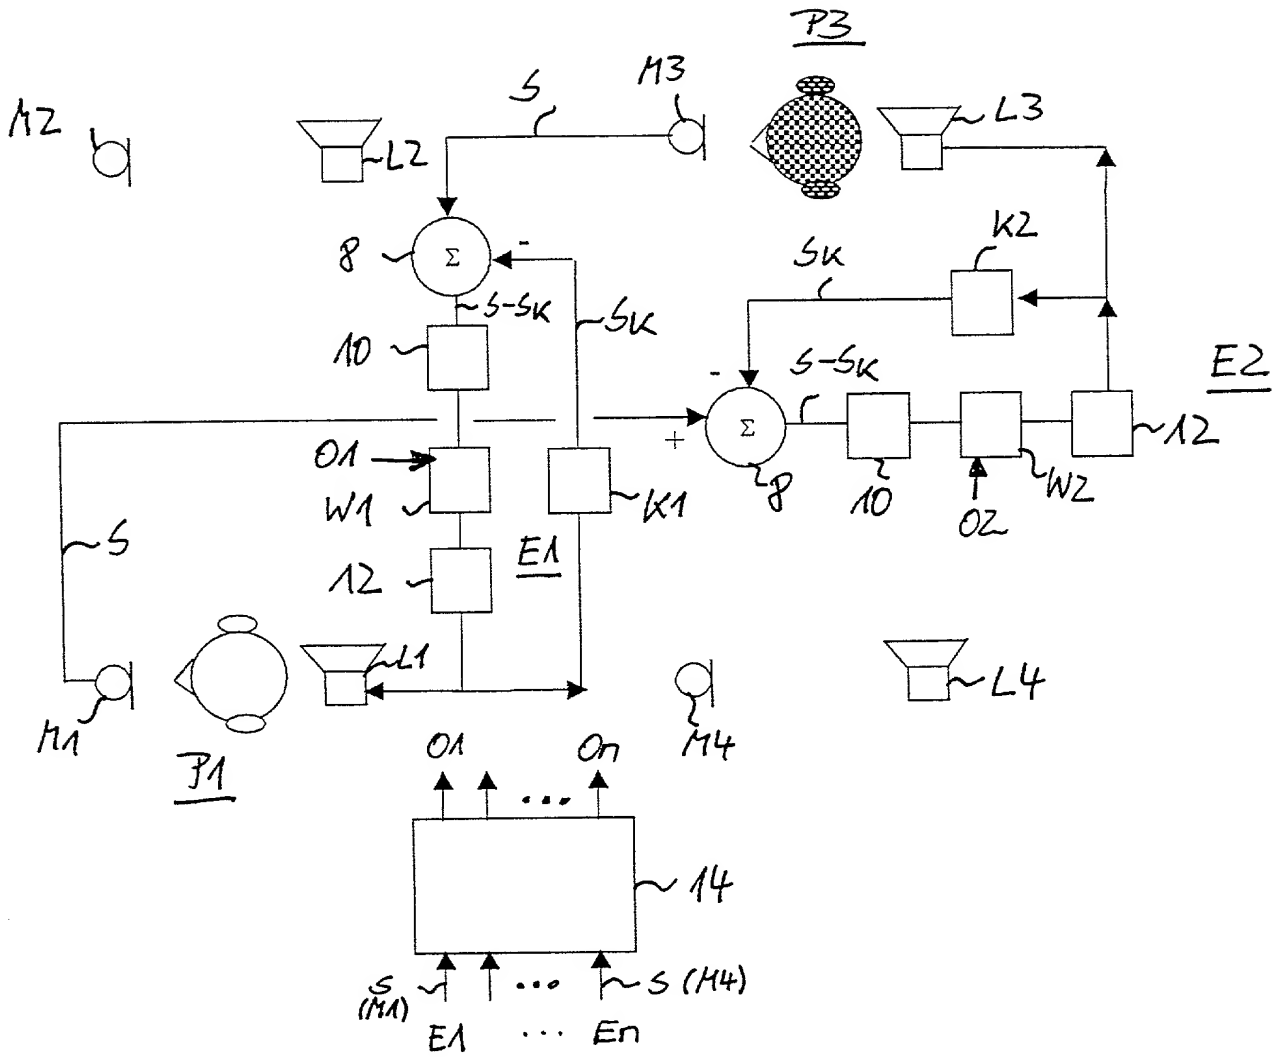 P3
M3
S
L3
M2
L2
K2
8
Σ
-
SK
S-SK
SK
10
-
S-SK
E2
Σ
+
12
O1
8
10
W2
W1
K1
O2
S
E1
12
L1
L4
M1
M4
P1
O1
On
...
14
S
(M1)
...
S (M4)
E1 ... En